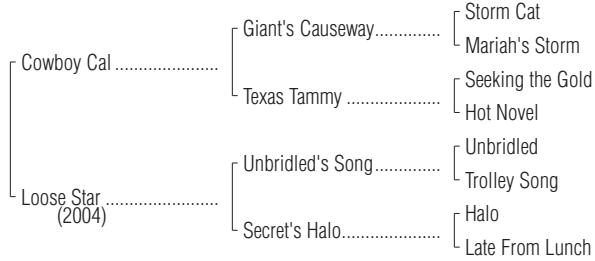 Storm Cat
Giant's Causeway..............
Mariah's Storm
Cowboy Cal ......................
Seeking the Gold
Texas Tammy ....................
Hot Novel
Unbridled
Unbridled's Song..............
Trolley Song
Loose Star ........................
(2004)
Halo
Secret's Halo.....................
Late From Lunch